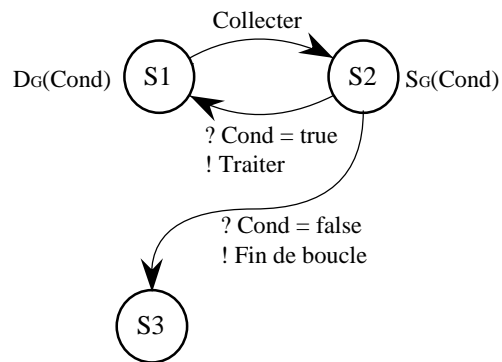 Collecter
DG(Cond)
S1
S2
SG(Cond)
? Cond = true
! Traiter
? Cond = false
! Fin de boucle
S3